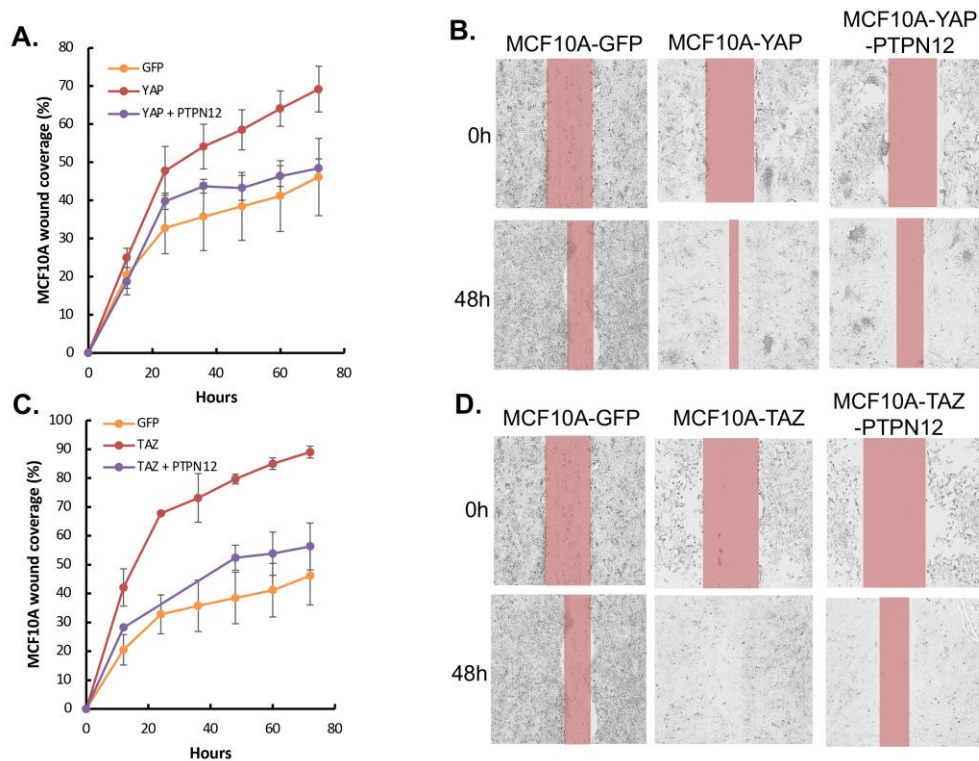 A.
80
70
60
50
40
30
20
10
0
MCF10A wound coverage (%)
GFP
YAP
YAP + PTPN12
0 20 40 60 80
Hours
B.
MCF10A-GFP
MCF10A-YAP
MCF10A-YAP
-PTPN12
0h
48h
C.
100
90
80
70
60
50
40
30
20
10
0
MCF10A wound coverage (%)
GFP
TAZ
TAZ + PTPN12
0 20 40 60 80
Hours
D.
MCF10A-GFP
MCF10A-TAZ
MCF10A-TAZ
-PTPN12
0h
48h